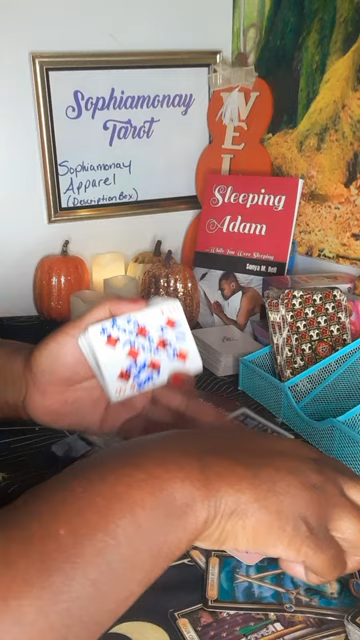 Sophiamonay
Tarot
Sophiamonay
Apparel
(Description Box)
WEL
Sleeping
Adam
While You Were Sleeping
Sonya M. Bell